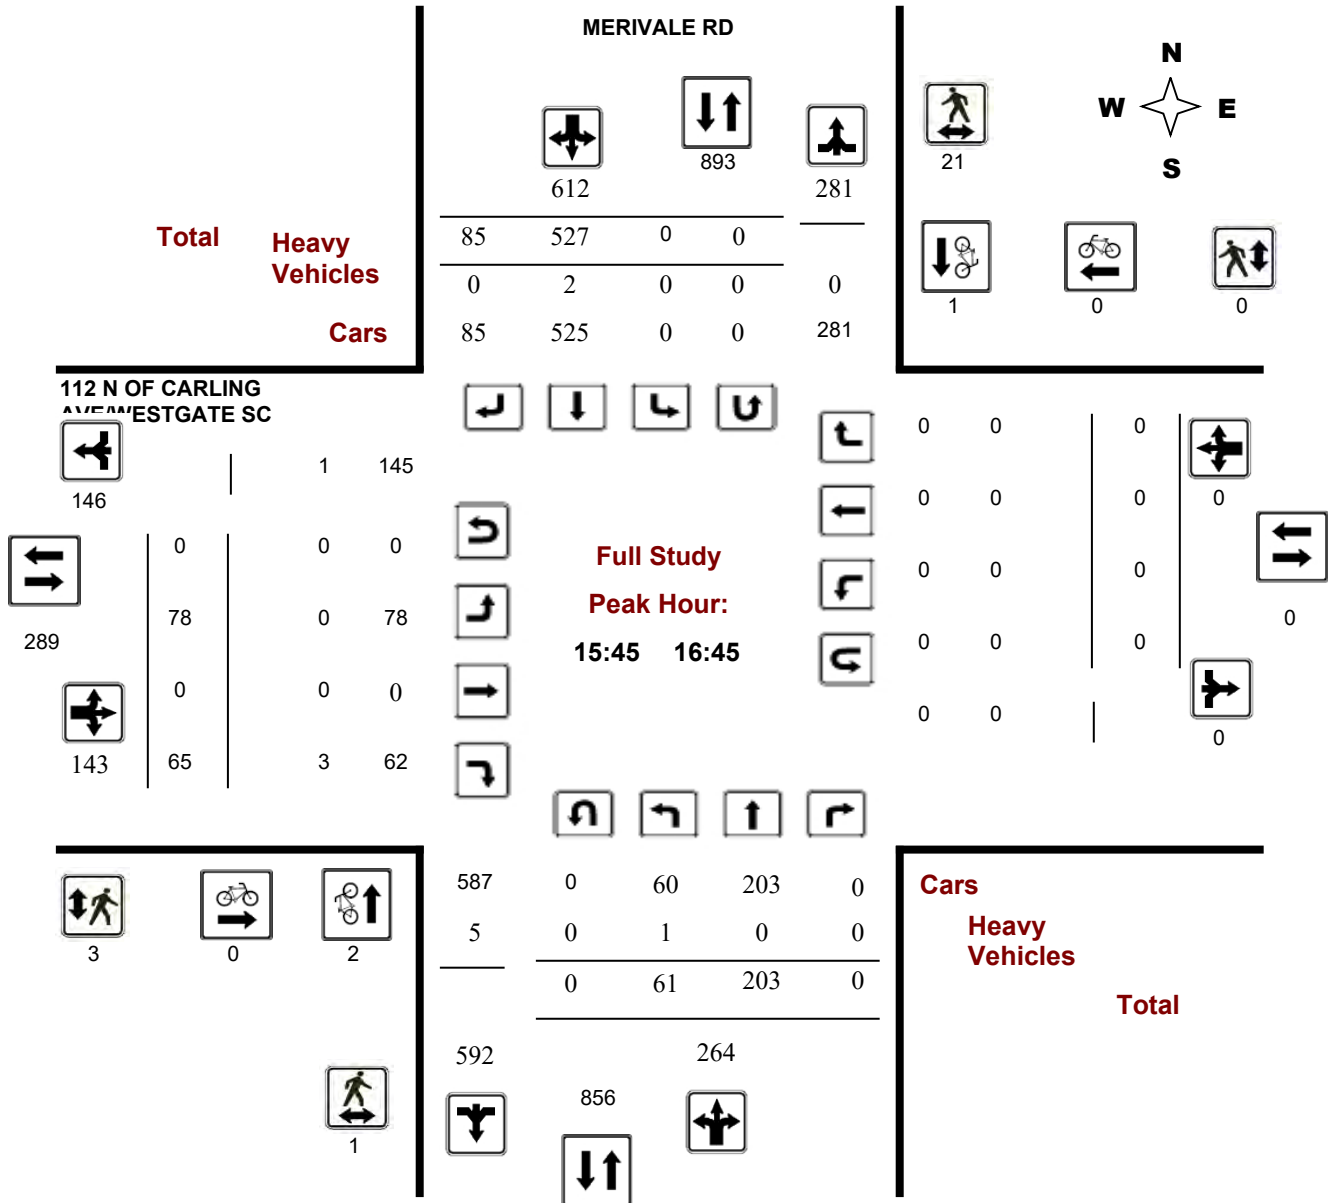 MERIVALE RD
N
W E
S
893
21
612 281
Total Heavy Vehicles
85 527 0 0
0 2 0 0 0
Cars 85 525 0 0 281
1 0 0
112 N OF CARLING
AVE/WESTGATE SC
0 0 0
1 145
146
0 0 0 0
0 0 0
Full Study
Peak Hour:
15:45 16:45
0 0 0
78 0 78
289
0
0 0 0
0 0 0
0 0
0
143 65 3 62
587 0 60 203 0
Cars
5 0 1 0 0
Heavy
Vehicles
3 0 2
0 61 203 0
Total
592 264
856
1